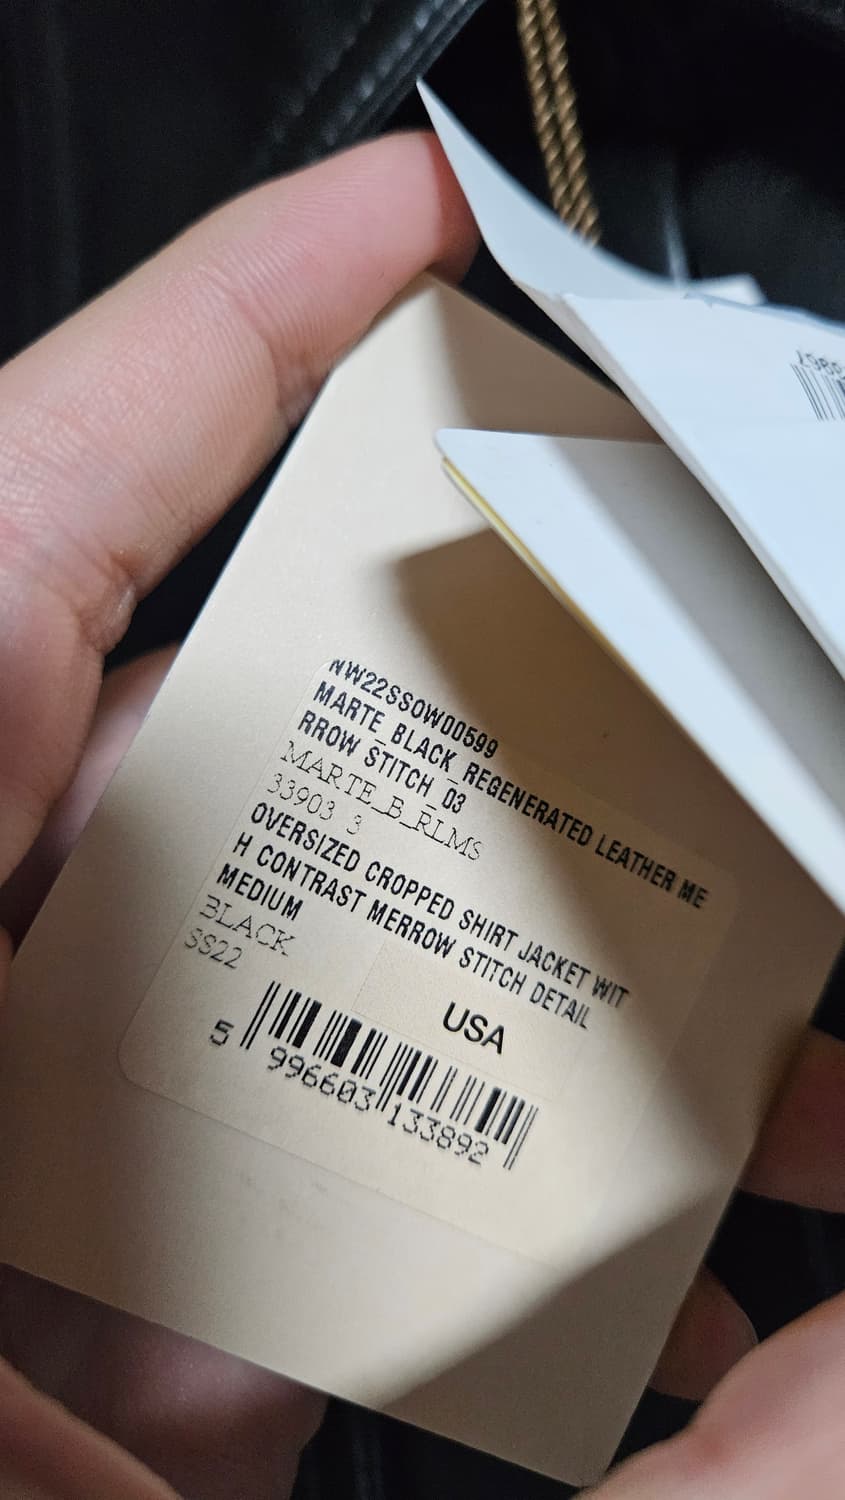 NW22SSOW00599
MARTE_BLACK_REGENERATED LEATHER ME
RROW STITCH_03
MARTE_B_RLMS
33903 3
OVERSIZED CROPPED SHIRT JACKET WIT
H CONTRAST MERROW STITCH DETAIL
MEDIUM
BLACK
SS22
USA
5 996603 133892